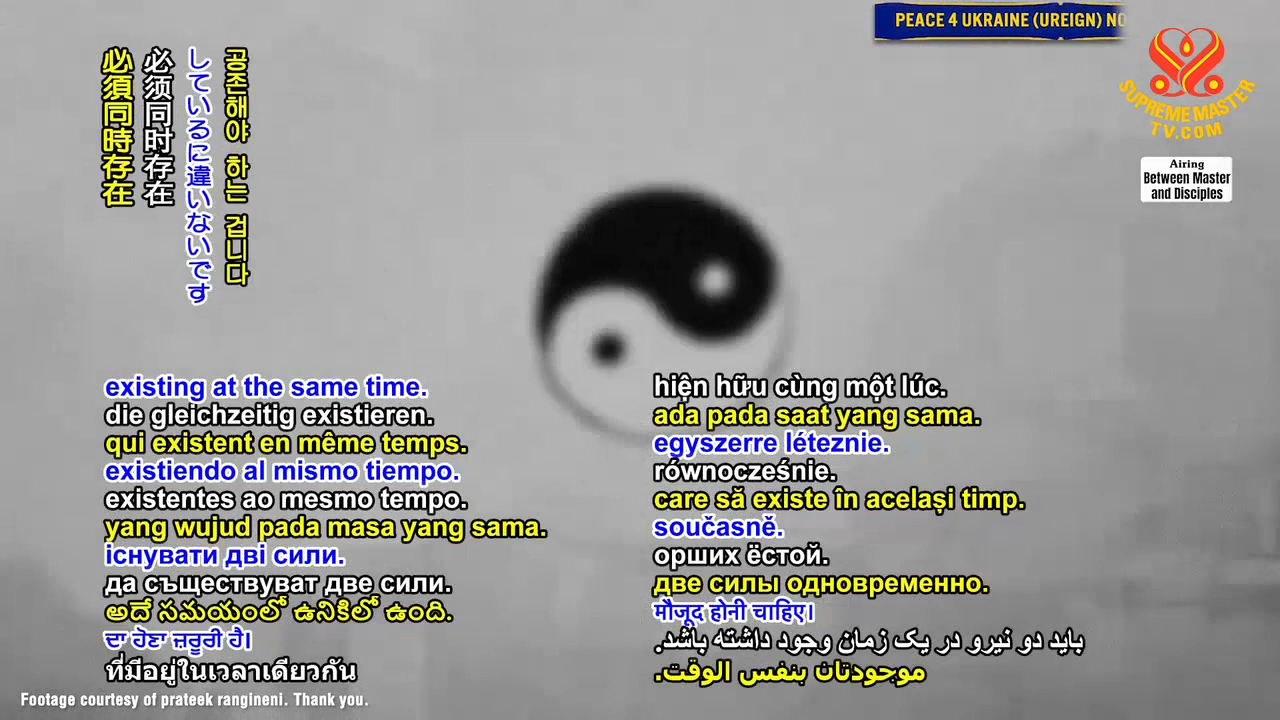 PEACE 4 UKRAINE (UREIGN) NO
SUPREME MASTER
TV.COM
Airing
Between Master
and Disciples
공존해야 하는 겁니다
しているに違いないです
必须同时存在
必須同時存在
existing at the same time.
die gleichzeitig existieren.
qui existent en même temps.
existiendo al mismo tiempo.
existentes ao mesmo tempo.
yang wujud pada masa yang sama.
існувати дві сили.
да съществуват две сили.
అదే సమయంలో ఉనికిలో ఉంది.
ਦਾ ਹੋਣਾ ਜ਼ਰੂਰੀ ਹੈ।
ที่มีอยู่ในเวลาเดียวกัน
hiện hữu cùng một lúc.
ada pada saat yang sama.
egyszerre léteznie.
równocześnie.
care să existe în același timp.
současně.
орших ёстой.
две силы одновременно.
मौजूद होनी चाहिए।
باید دو نیرو در یک زمان وجود داشته باشد.
موجودتان بنفس الوقت.
Footage courtesy of prateek rangineni. Thank you.